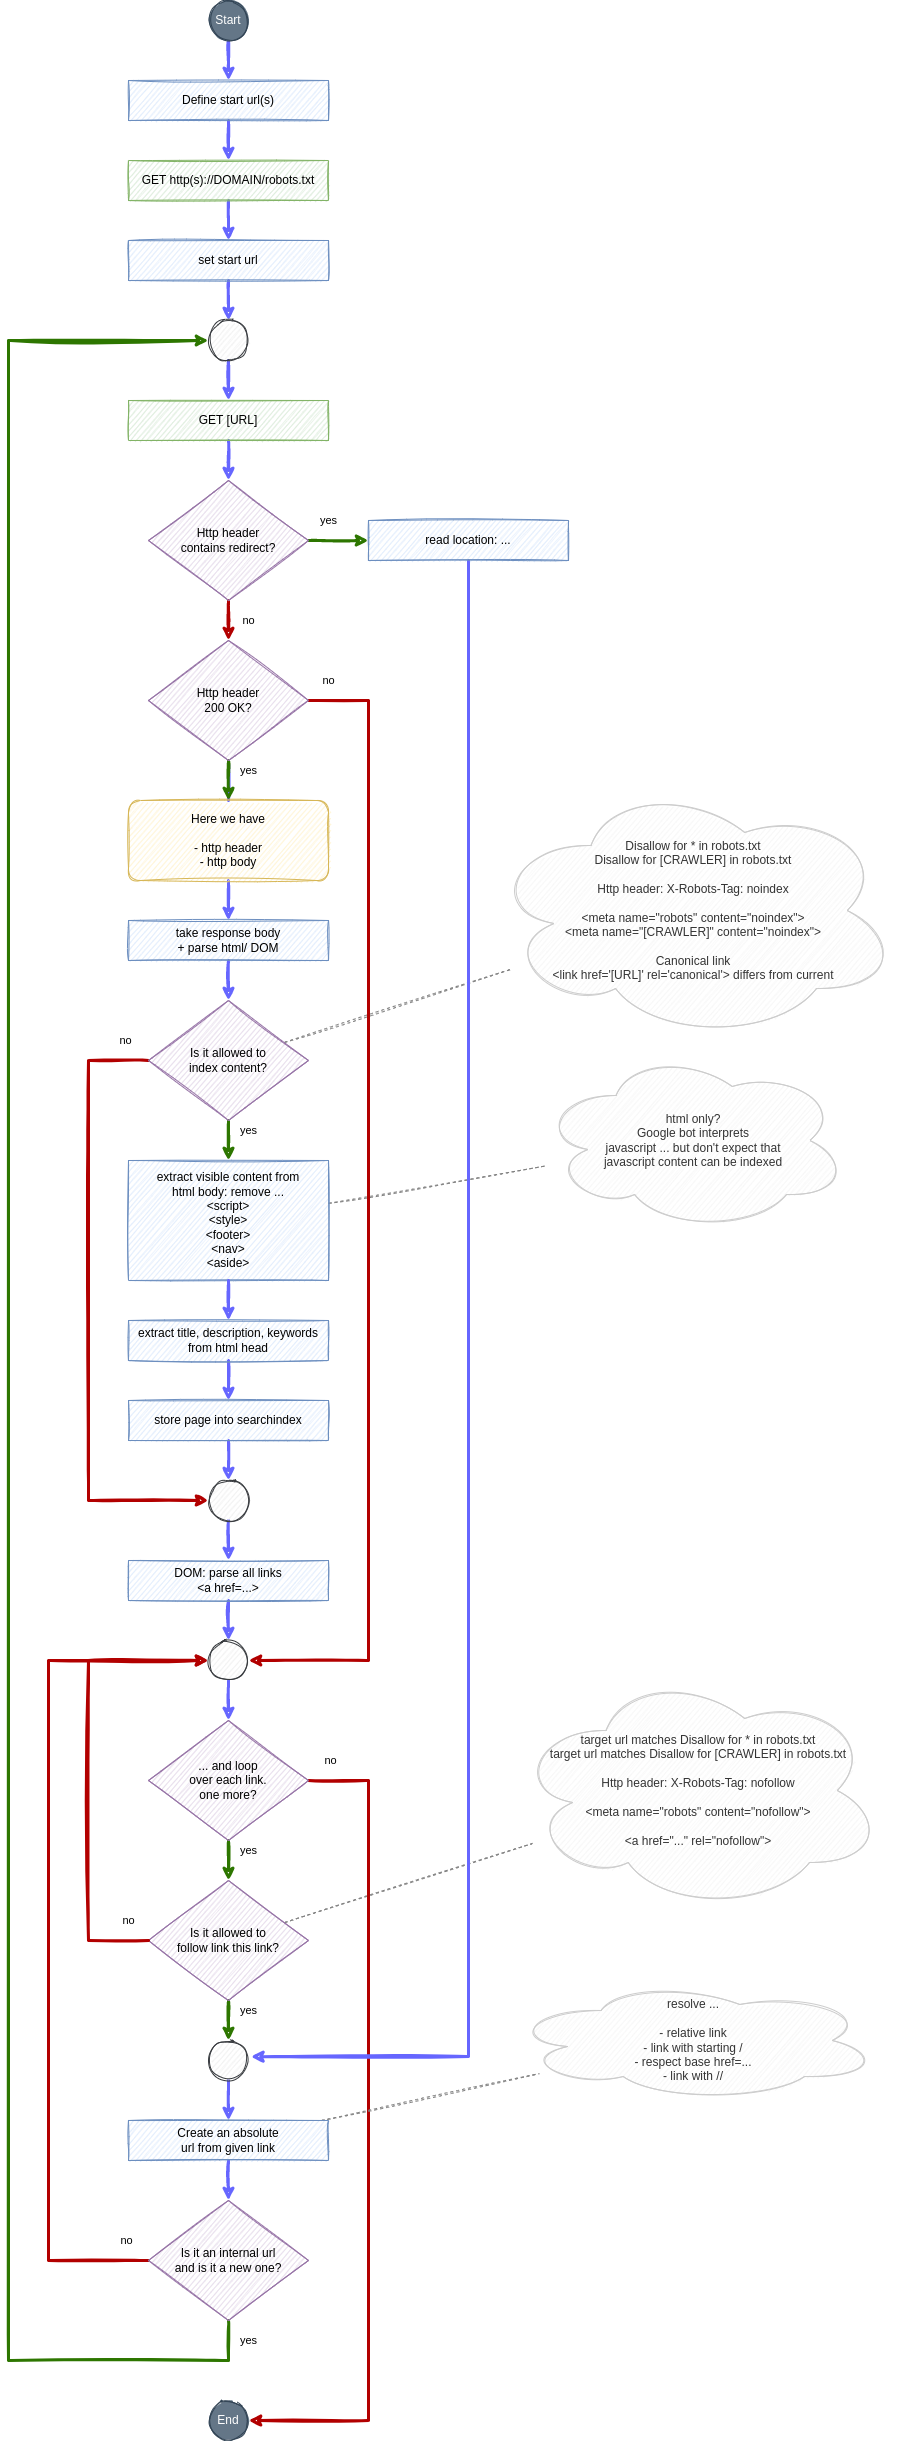 Start
Define start url(s)
GET http(s)://DOMAIN/robots.txt
set start url
GET [URL]
Http header
contains redirect?
yes
read location: ...
no
Http header
200 OK?
no
yes
Here we have
- http header
- http body
take response body
+ parse html/ DOM
Disallow for * in robots.txt
Disallow for [CRAWLER] in robots.txt
Http header: X-Robots-Tag: noindex
<meta name="robots" content="noindex">
<meta name="[CRAWLER]" content="noindex">
Canonical link
<link href='[URL]' rel='canonical'> differs from current
no
Is it allowed to
index content?
yes
html only?
Google bot interprets
javascript ... but don't expect that
javascript content can be indexed
extract visible content from
html body: remove ...
<script>
<style>
<footer>
<nav>
<aside>
extract title, description, keywords
from html head
store page into searchindex
DOM: parse all links
<a href=...>
... and loop
over each link.
one more?
no
yes
target url matches Disallow for * in robots.txt
target url matches Disallow for [CRAWLER] in robots.txt
Http header: X-Robots-Tag: nofollow
<meta name="robots" content="nofollow">
<a href="..." rel="nofollow">
no
Is it allowed to
follow link this link?
yes
resolve ...
- relative link
- link with starting /
- respect base href=...
- link with //
Create an absolute
url from given link
no
Is it an internal url
and is it a new one?
yes
End